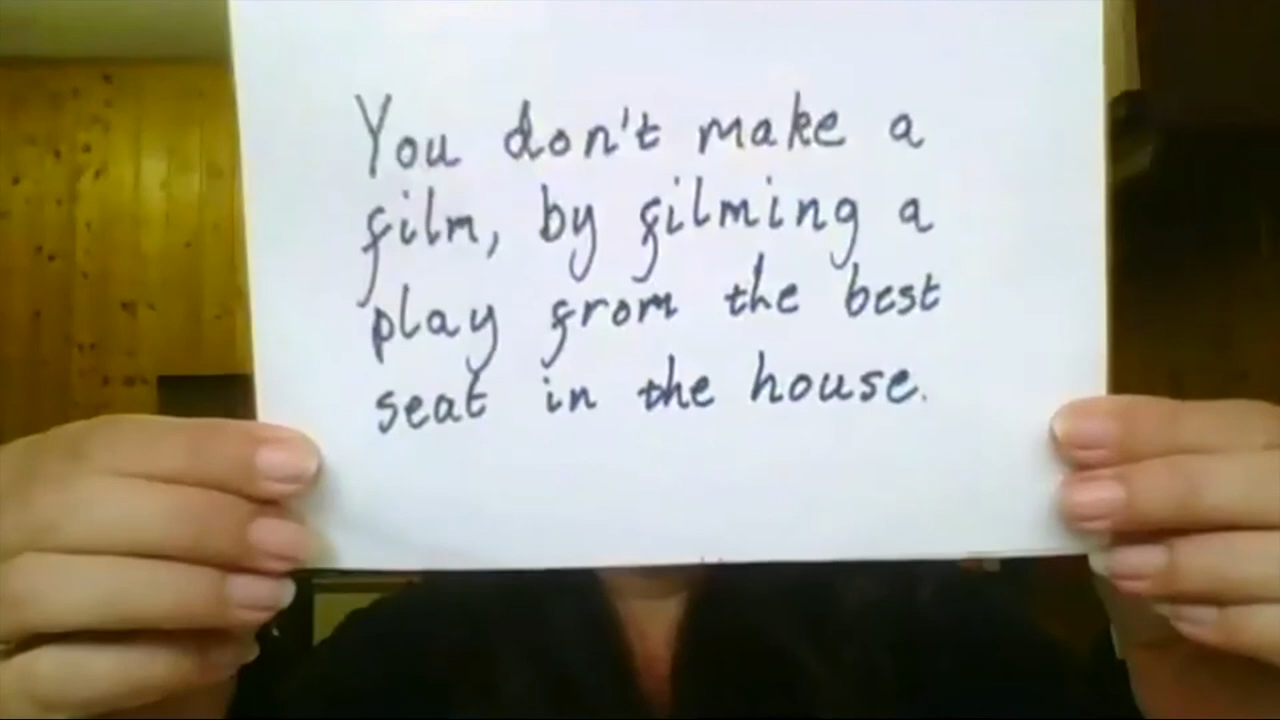 You don't make a
film, by filming a
play from the best
seat in the house.